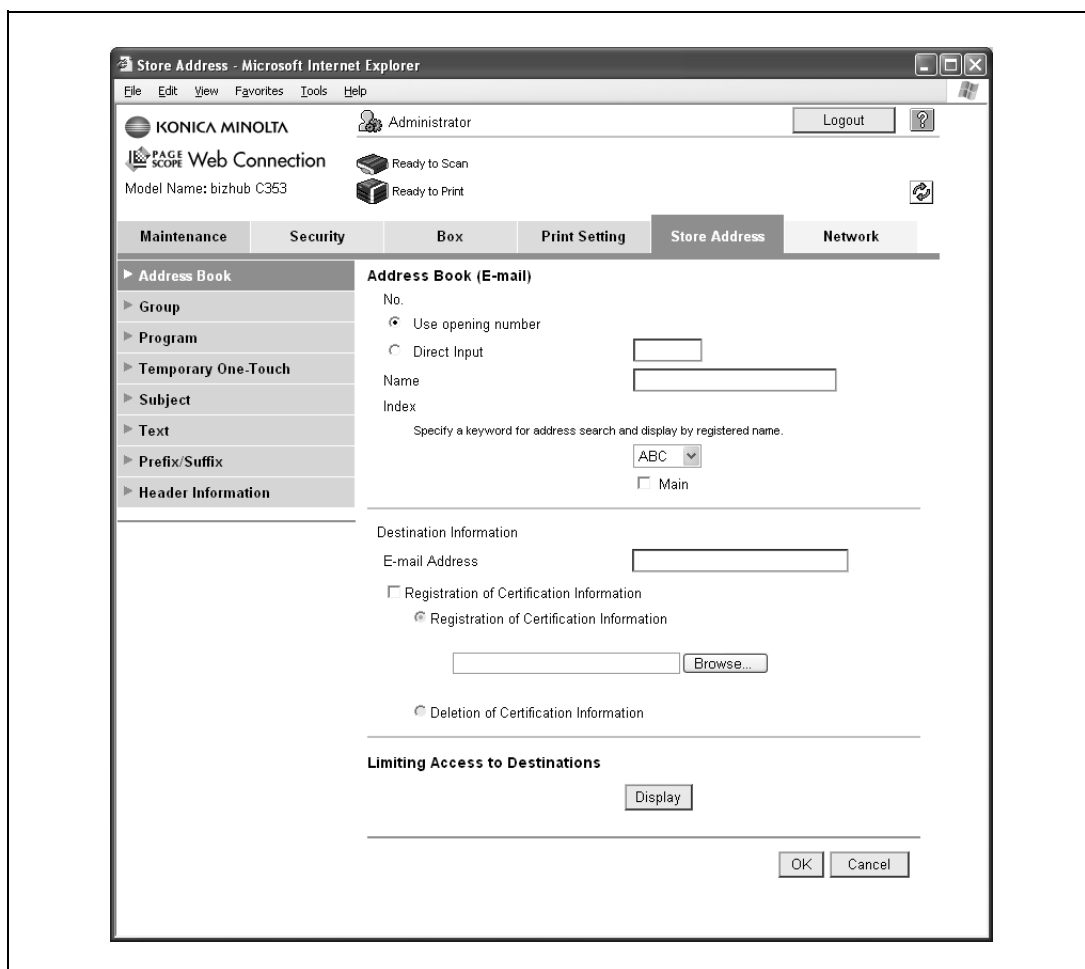 Store Address - Microsoft Internet Explorer
File Edit View Favorites Tools Help
KONICA MINOLTA
Administrator
Logout
?
PAGE SCOPE Web Connection
Ready to Scan
Model Name: bizhub C353
Ready to Print
Maintenance Security Box Print Setting Store Address Network
Address Book
Group
Program
Temporary One-Touch
Subject
Text
Prefix/Suffix
Header Information
Address Book (E-mail)
No.
Use opening number
Direct Input
Name
Index
Specify a keyword for address search and display by registered name.
ABC
Main
Destination Information
E-mail Address
Registration of Certification Information
Registration of Certification Information
Browse...
Deletion of Certification Information
Limiting Access to Destinations
Display
OK Cancel